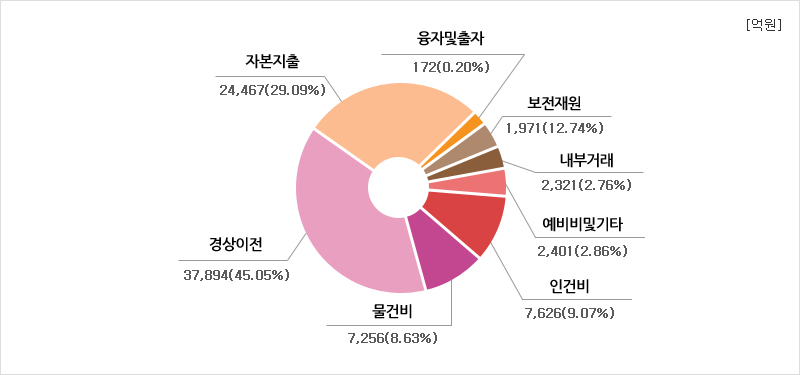 [억원]
융자및출자
172(0.20%)
자본지출
24,467(29.09%)
보전재원
1,971(12.74%)
내부거래
2,321(2.76%)
예비비및기타
2,401(2.86%)
경상이전
37,894(45.05%)
인건비
7,626(9.07%)
물건비
7,256(8.63%)